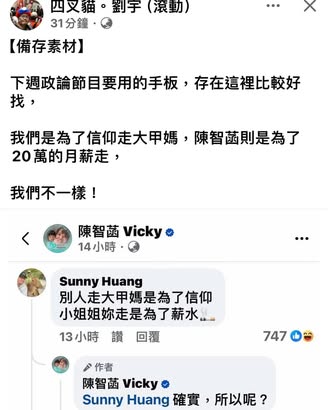 四叉貓。劉宇 (滾動)
31分鐘・
【備存素材】
下週政論節目要用的手板，存在這裡比較好
找，
我們是為了信仰走大甲媽，陳智菡則是為了
20萬的月薪走，
我們不一樣！
陳智菡 Vicky
14小時・
Sunny Huang
別人走大甲媽是為了信仰
小姐姐妳走是為了薪水
13小時 讚 回覆 747
作者
陳智菡 Vicky
Sunny Huang 確實，所以呢？